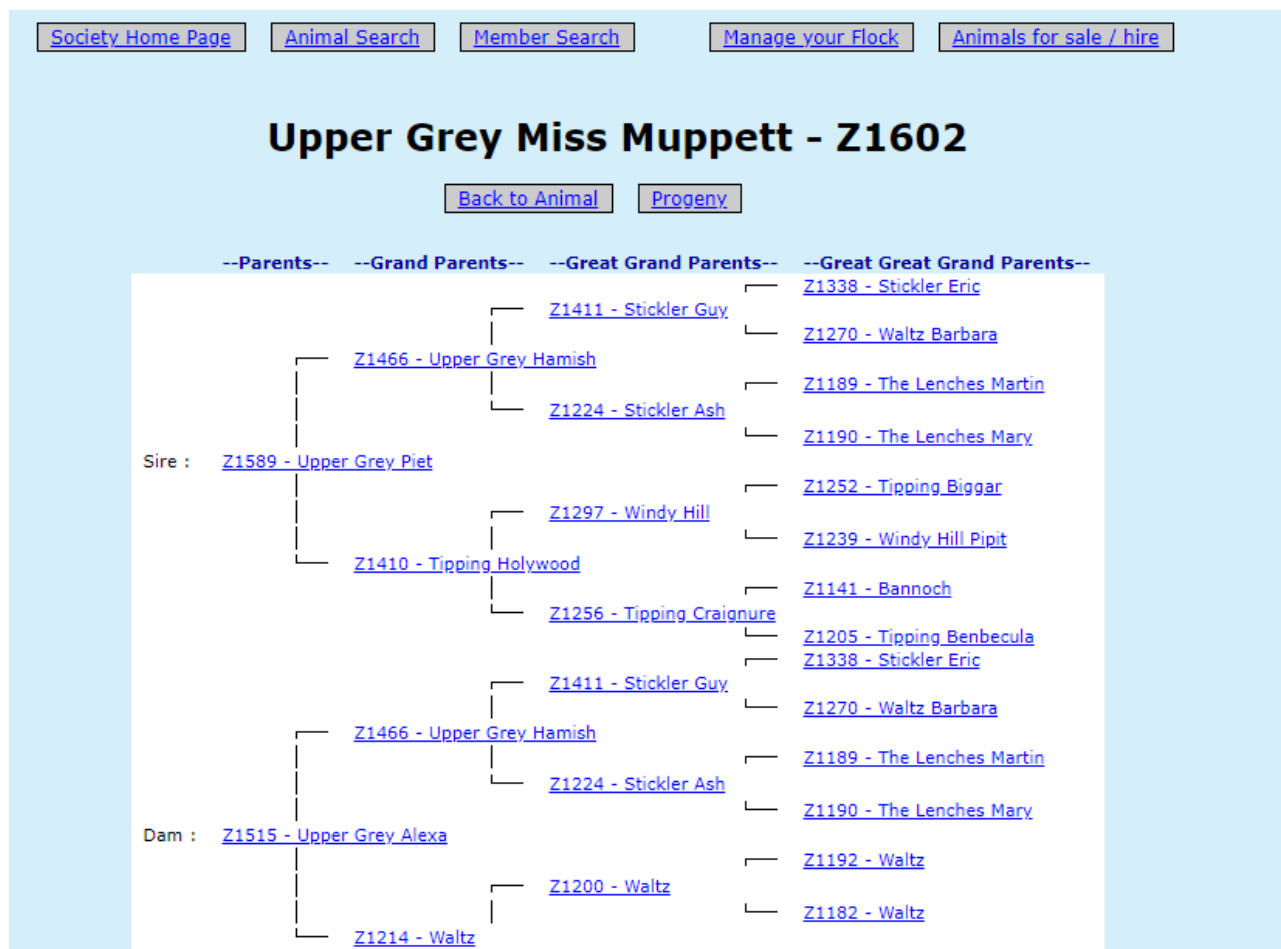 Society Home Page Animal Search Member Search Manage your Flock Animals for sale / hire
Upper Grey Miss Muppett - Z1602
Back to Animal Progeny
--Parents-- --Grand Parents-- --Great Grand Parents-- --Great Great Grand Parents--
Z1338 - Stickler Eric
Z1411 - Stickler Guy
Z1270 - Waltz Barbara
Z1466 - Upper Grey Hamish
Z1189 - The Lenches Martin
Z1224 - Stickler Ash
Z1190 - The Lenches Mary
Sire : Z1589 - Upper Grey Piet
Z1252 - Tipping Biggar
Z1297 - Windy Hill
Z1239 - Windy Hill Pipit
Z1410 - Tipping Holywood
Z1141 - Bannoch
Z1256 - Tipping Craignure
Z1205 - Tipping Benbecula
Z1338 - Stickler Eric
Z1411 - Stickler Guy
Z1270 - Waltz Barbara
Z1466 - Upper Grey Hamish
Z1189 - The Lenches Martin
Z1224 - Stickler Ash
Z1190 - The Lenches Mary
Dam : Z1515 - Upper Grey Alexa
Z1192 - Waltz
Z1200 - Waltz
Z1182 - Waltz
Z1214 - Waltz